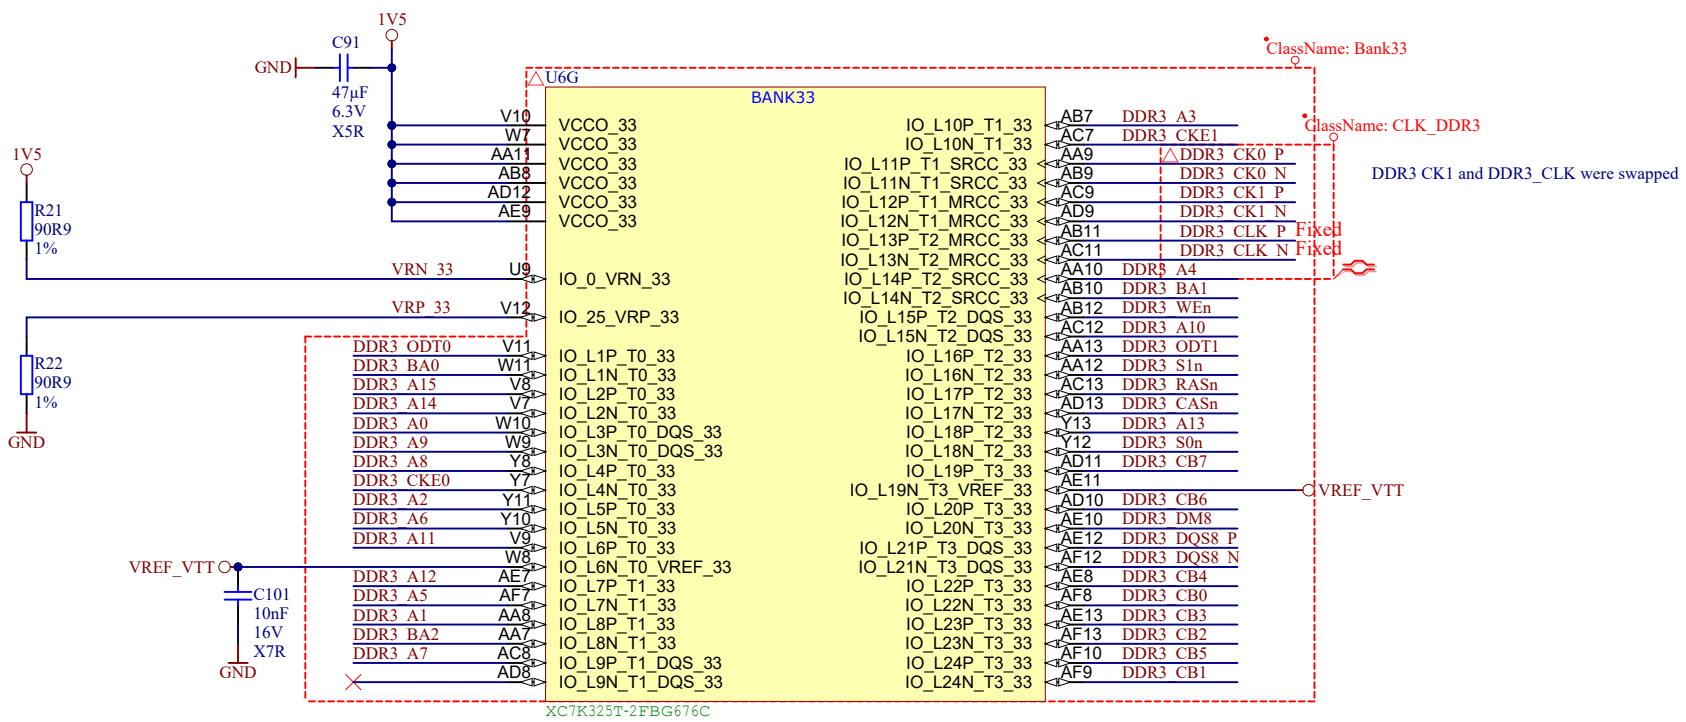 1V5
C91
GND
47µF
6.3V
X5R
ClassName: Bank33
U6G
BANK33
V10 VCCO_33
W7 VCCO_33
AA11 VCCO_33
AB8 VCCO_33
AD12 VCCO_33
AE9 VCCO_33
1V5
R21
90R9
1%
VRN_33 U9 IO_0_VRN_33
VRP_33 V12 IO_25_VRP_33
R22
90R9
1%
GND
DDR3_ODT0 V11 IO_L1P_T0_33
DDR3_BA0 W11 IO_L1N_T0_33
DDR3_A15 V8 IO_L2P_T0_33
DDR3_A14 V7 IO_L2N_T0_33
DDR3_A0 W10 IO_L3P_T0_DQS_33
DDR3_A9 W9 IO_L3N_T0_DQS_33
DDR3_A8 Y8 IO_L4P_T0_33
DDR3_CKE0 Y7 IO_L4N_T0_33
DDR3_A2 Y11 IO_L5P_T0_33
DDR3_A6 Y10 IO_L5N_T0_33
DDR3_A11 V9 IO_L6P_T0_33
VREF_VTT W8 IO_L6N_T0_VREF_33
DDR3_A12 AE7 IO_L7P_T1_33
DDR3_A5 AF7 IO_L7N_T1_33
DDR3_A1 AA8 IO_L8P_T1_33
DDR3_BA2 AA7 IO_L8N_T1_33
DDR3_A7 AC8 IO_L9P_T1_DQS_33
AD8 IO_L9N_T1_DQS_33
C101
10nF
16V
X7R
GND
IO_L10P_T1_33 AB7 DDR3_A3
IO_L10N_T1_33 AC7 DDR3_CKE1
IO_L11P_T1_SRCC_33 AA9 DDR3_CK0_P
IO_L11N_T1_SRCC_33 AB9 DDR3_CK0_N
IO_L12P_T1_MRCC_33 AC9 DDR3_CK1_P
IO_L12N_T1_MRCC_33 AD9 DDR3_CK1_N
IO_L13P_T2_MRCC_33 AB11 DDR3_CLK_P Fixed
IO_L13N_T2_MRCC_33 AC11 DDR3_CLK_N Fixed
IO_L14P_T2_SRCC_33 AA10 DDR3_A4
IO_L14N_T2_SRCC_33 AB10 DDR3_BA1
IO_L15P_T2_DQS_33 AB12 DDR3_WEn
IO_L15N_T2_DQS_33 AC12 DDR3_A10
IO_L16P_T2_33 AA13 DDR3_ODT1
IO_L16N_T2_33 AA12 DDR3_S1n
IO_L17P_T2_33 AC13 DDR3_RASn
IO_L17N_T2_33 AD13 DDR3_CASn
IO_L18P_T2_33 Y13 DDR3_A13
IO_L18N_T2_33 Y12 DDR3_S0n
IO_L19P_T3_33 AD11 DDR3_CB7
IO_L19N_T3_VREF_33 AE11 VREF_VTT
IO_L20P_T3_33 AD10 DDR3_CB6
IO_L20N_T3_33 AE10 DDR3_DM8
IO_L21P_T3_DQS_33 AE12 DDR3_DQS8_P
IO_L21N_T3_DQS_33 AF12 DDR3_DQS8_N
IO_L22P_T3_33 AE8 DDR3_CB4
IO_L22N_T3_33 AF8 DDR3_CB0
IO_L23P_T3_33 AE13 DDR3_CB3
IO_L23N_T3_33 AF13 DDR3_CB2
IO_L24P_T3_33 AF10 DDR3_CB5
IO_L24N_T3_33 AF9 DDR3_CB1
ClassName: CLK_DDR3
DDR3 CK1 and DDR3_CLK were swapped
XC7K325T-2FBG676C